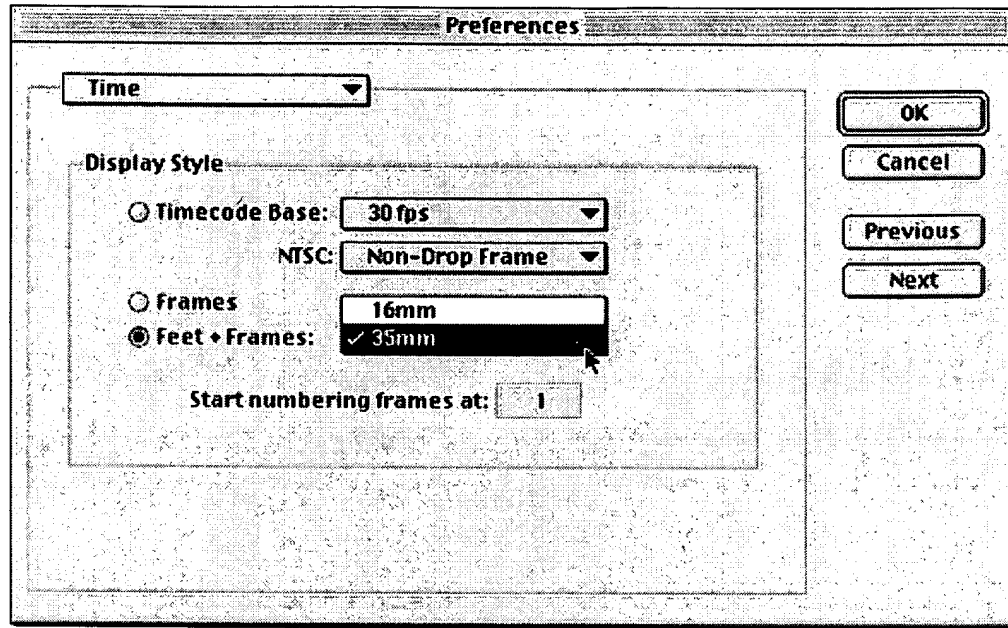 Preferences
Time
OK
Cancel
Previous
Next
Display Style
Timecode Base: 30 fps
NTSC: Non-Drop Frame
Frames
16mm
Feet + Frames: ✓ 35mm
Start numbering frames at: 1